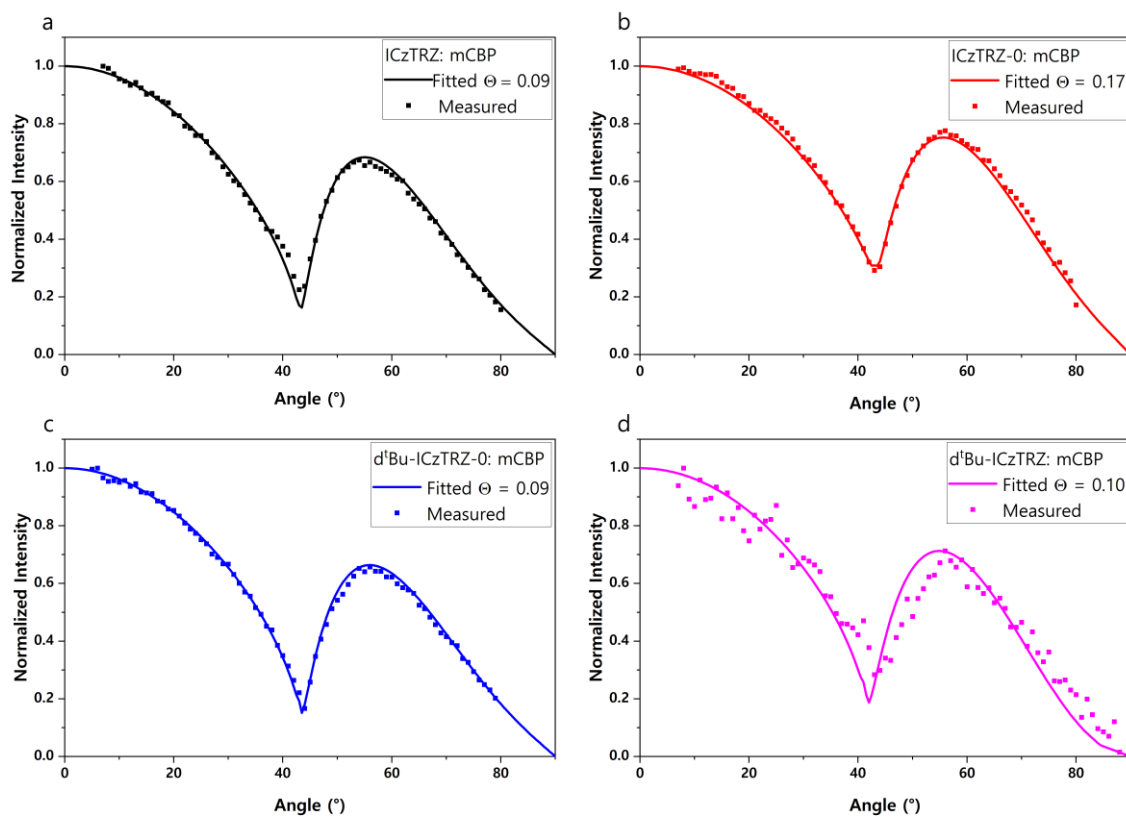 a
ICzTRZ: mCBP
Fitted Θ = 0.09
Measured
Normalized Intensity
1.0
0.8
0.6
0.4
0.2
0.0
0 20 40 60 80
Angle (°)
b
ICzTRZ-0: mCBP
Fitted Θ = 0.17
Measured
Normalized Intensity
1.0
0.8
0.6
0.4
0.2
0.0
0 20 40 60 80
Angle (°)
c
dᵗBu-ICzTRZ-0: mCBP
Fitted Θ = 0.09
Measured
Normalized Intensity
1.0
0.8
0.6
0.4
0.2
0.0
0 20 40 60 80
Angle (°)
d
dᵗBu-ICzTRZ: mCBP
Fitted Θ = 0.10
Measured
Normalized Intensity
1.0
0.8
0.6
0.4
0.2
0.0
0 20 40 60 80
Angle (°)